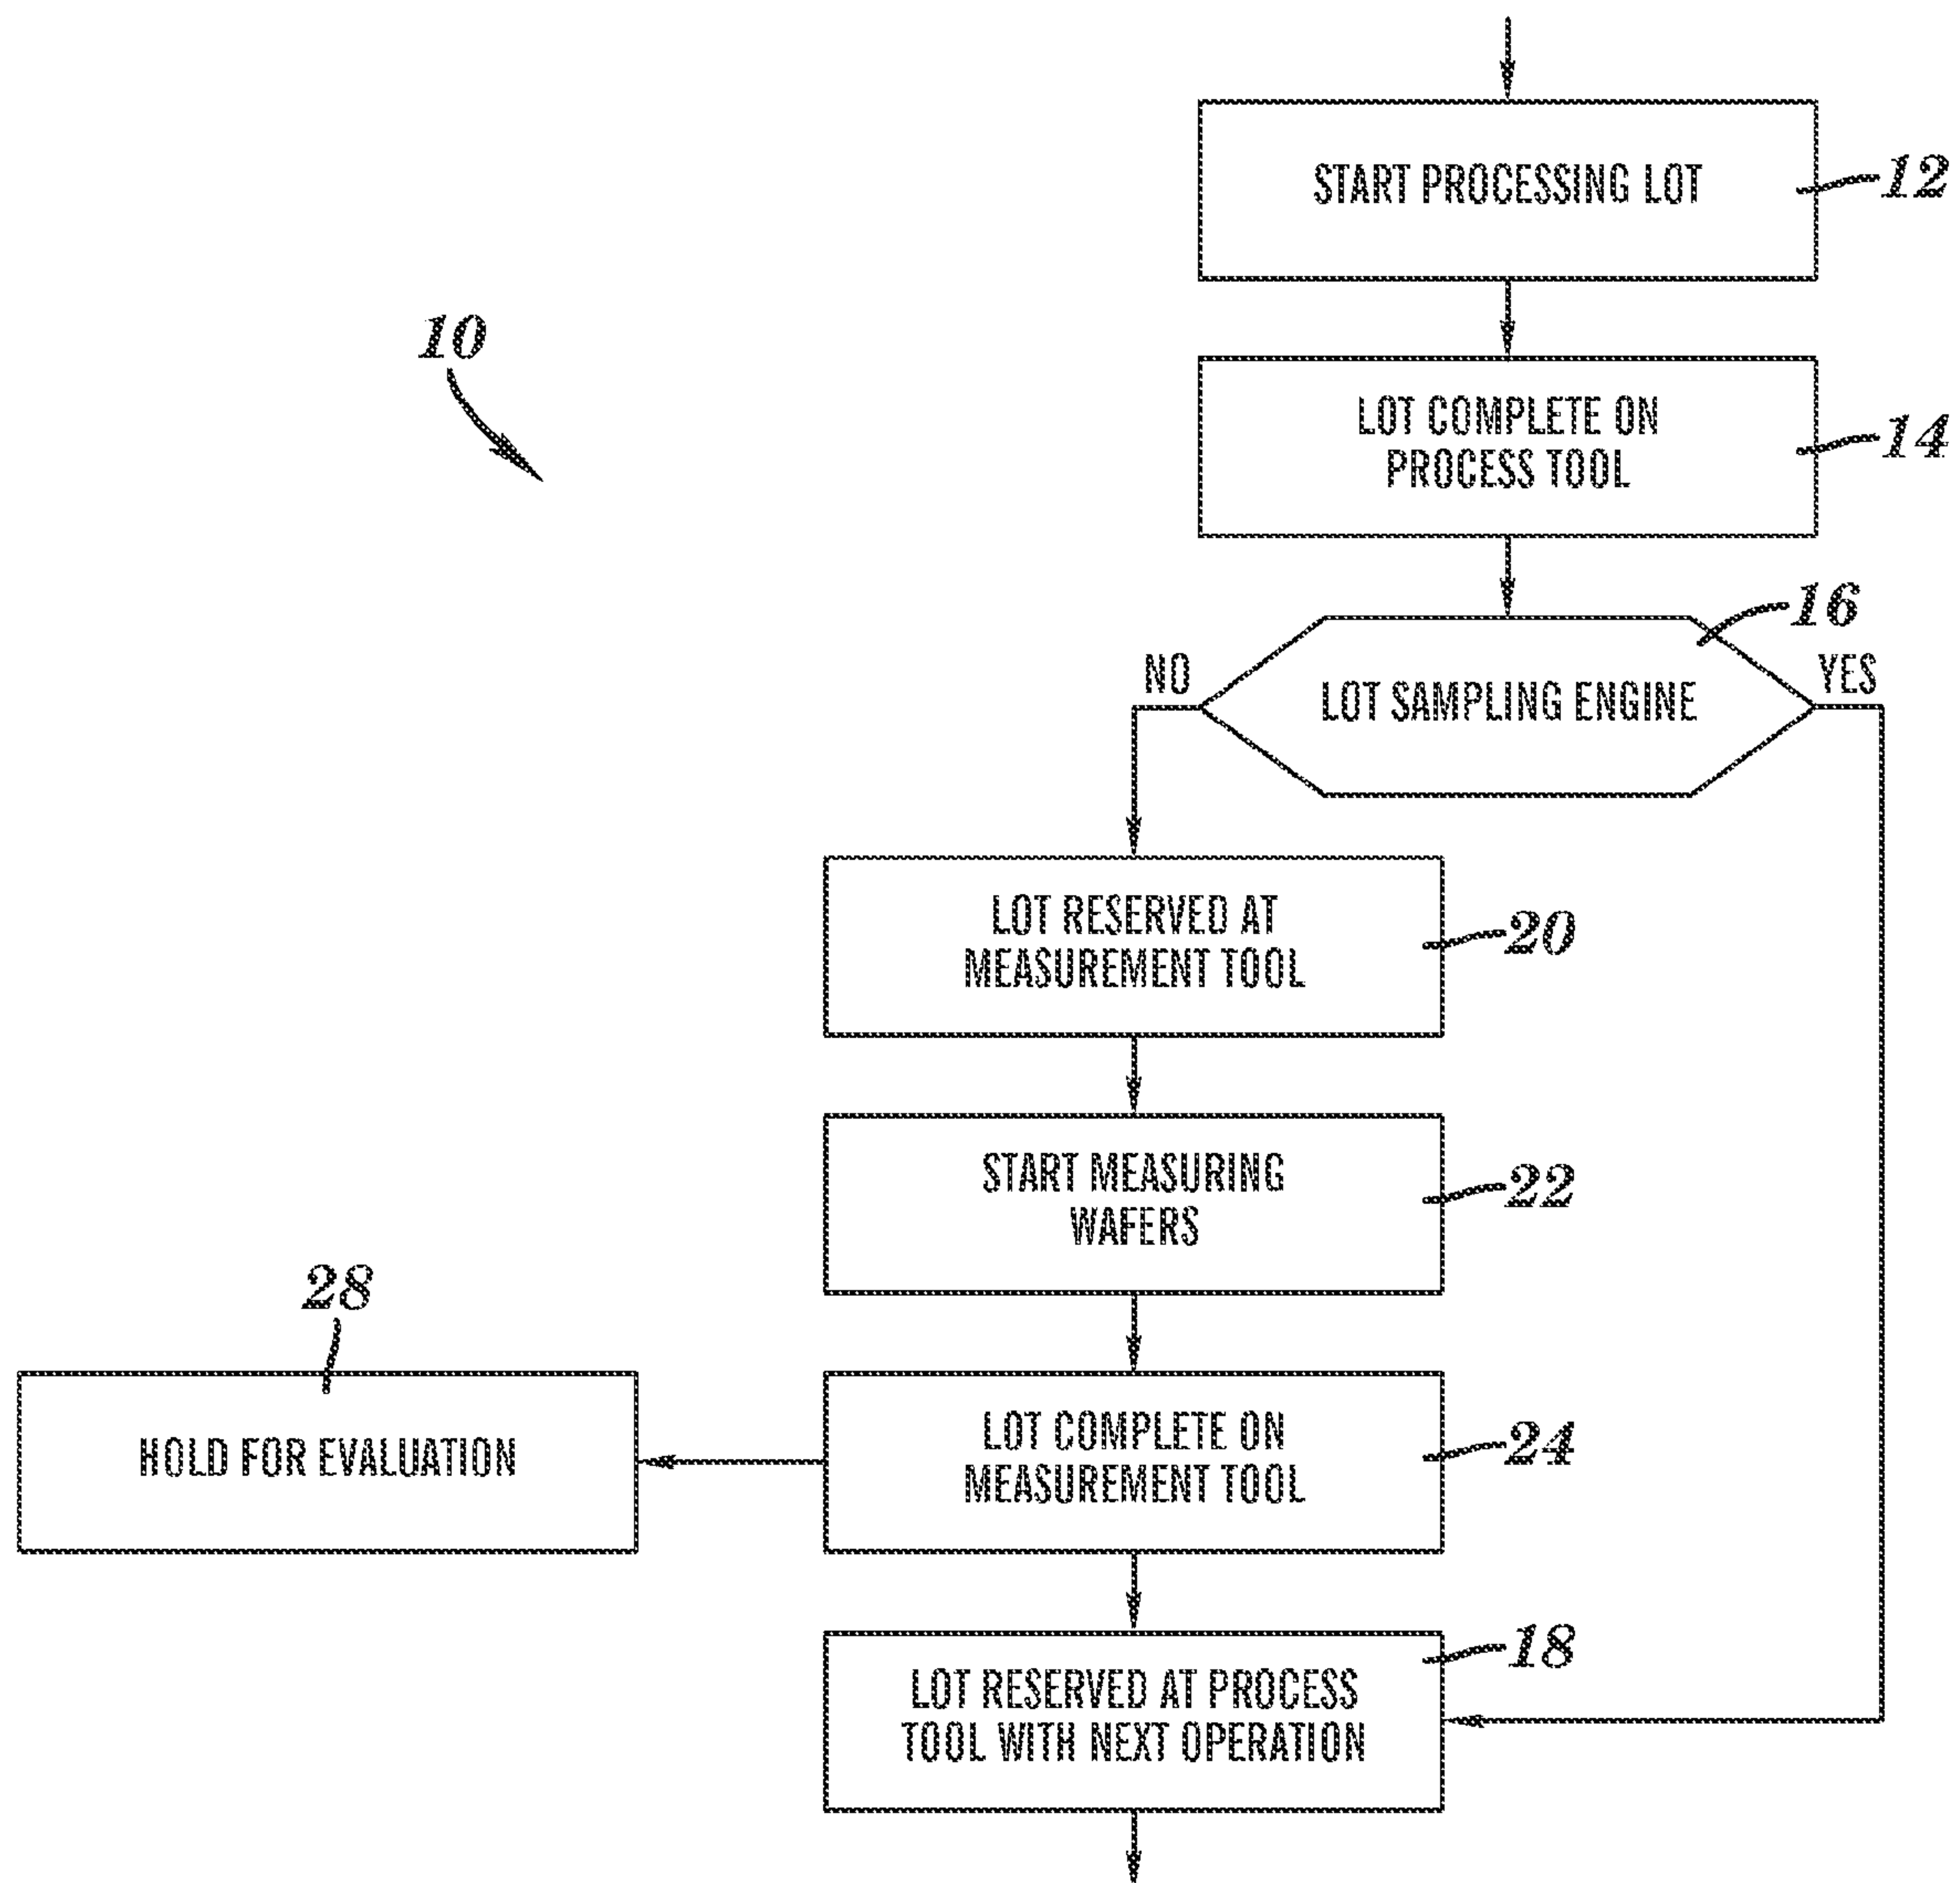 START PROCESSING LOT
12
10
LOT COMPLETE ON
PROCESS TOOL
14
16
NO
LOT SAMPLING ENGINE
YES
LOT RESERVED AT
MEASUREMENT TOOL
20
START MEASURING
WAFERS
22
28
HOLD FOR EVALUATION
LOT COMPLETE ON
MEASUREMENT TOOL
24
LOT RESERVED AT PROCESS
TOOL WITH NEXT OPERATION
18